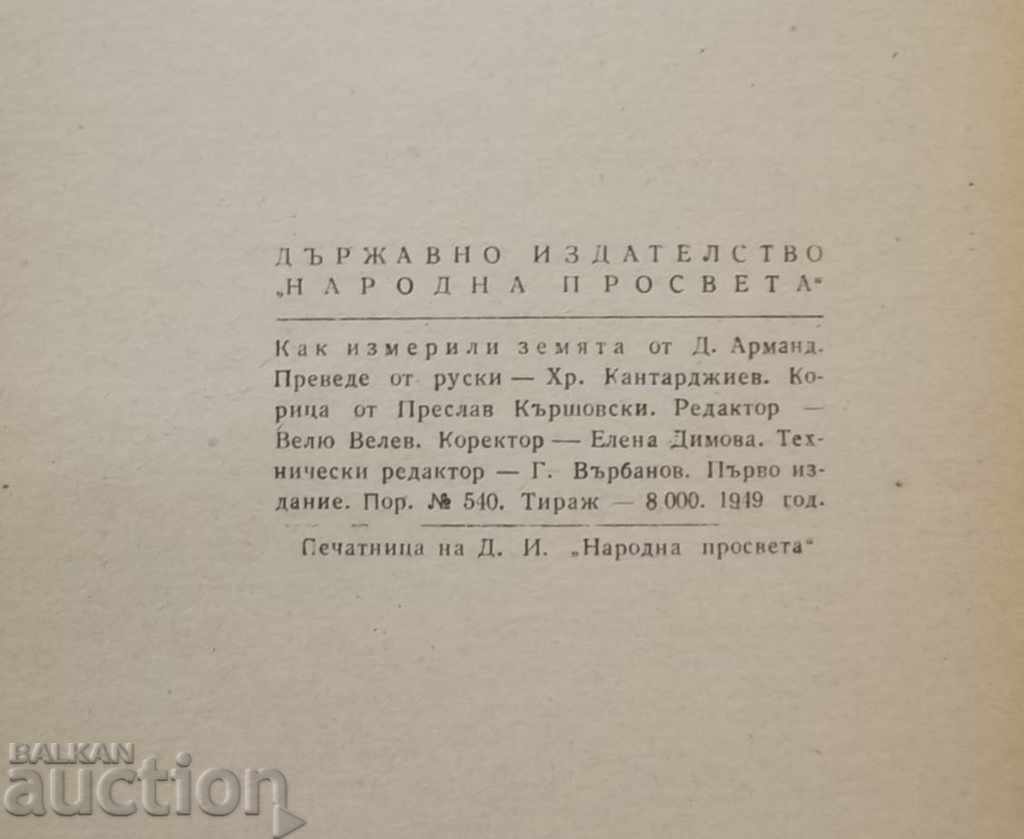 ДЪРЖАВНО ИЗДАТЕЛСТВО
„НАРОДНА ПРОСВЕТА“
Как измерили земята от Д. Арманд.
Преведе от руски — Хр. Кантарджиев. Ко-
рица от Преслав Кършовски. Редактор —
Велю Велев. Коректор — Елена Димова. Тех-
нически редактор — Г. Върбанов. Първо из-
дание. Пор. № 540. Тираж — 8 000. 1949 год.
Печатница на Д. И. „Народна просвета“
BALKAN
auction